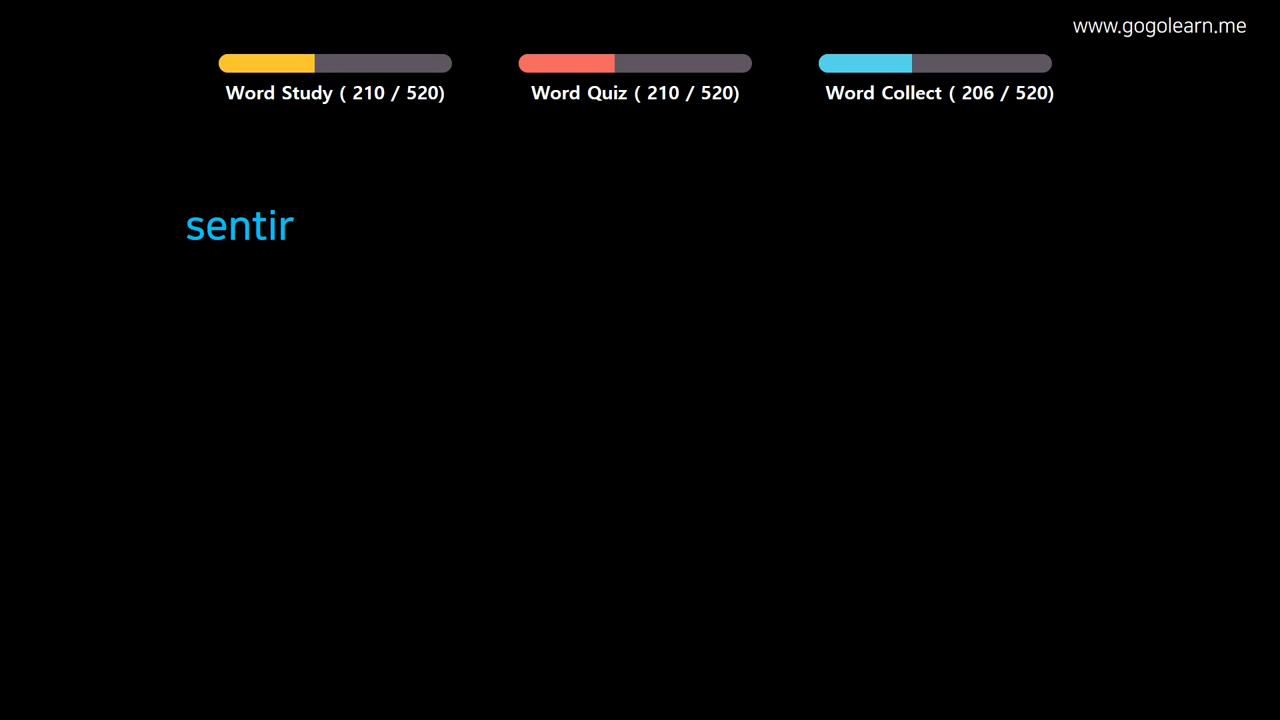 www.gogolearn.me
Word Study ( 210 / 520)
Word Quiz ( 210 / 520)
Word Collect ( 206 / 520)
sentir